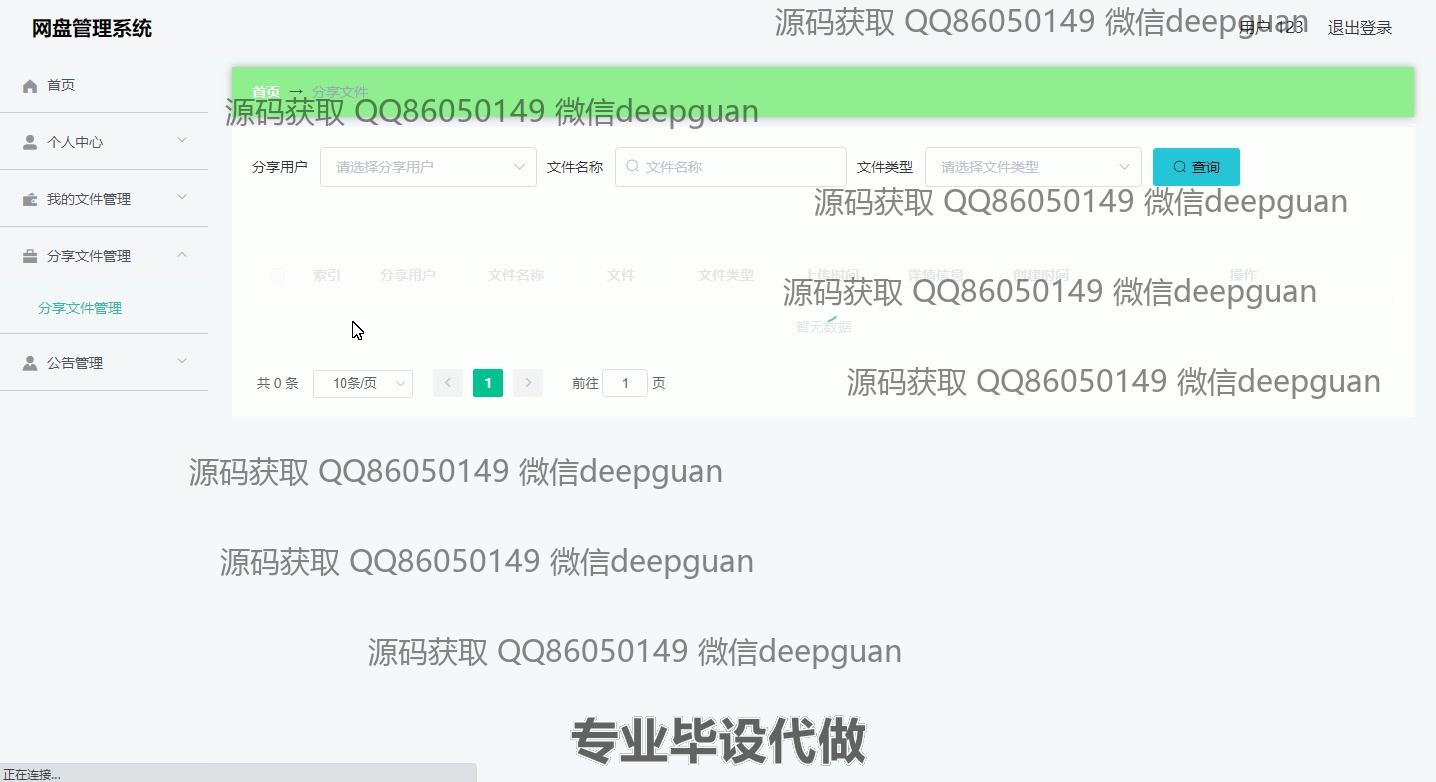 网盘管理系统
源码获取 QQ86050149 微信deepguan
用户 123 退出登录
首页
首页 → 分享文件
源码获取 QQ86050149 微信deepguan
个人中心
分享用户 请选择分享用户 文件名称 文件名称 文件类型 请选择文件类型 查询
我的文件管理
源码获取 QQ86050149 微信deepguan
分享文件管理
索引 分享用户 文件名称 文件 文件类型 上传时间 详情信息 创建时间 操作
源码获取 QQ86050149 微信deepguan
分享文件管理
暂无数据
公告管理
共 0 条 10条/页 1 前往 1 页
源码获取 QQ86050149 微信deepguan
源码获取 QQ86050149 微信deepguan
源码获取 QQ86050149 微信deepguan
源码获取 QQ86050149 微信deepguan
专业毕设代做
正在连接...